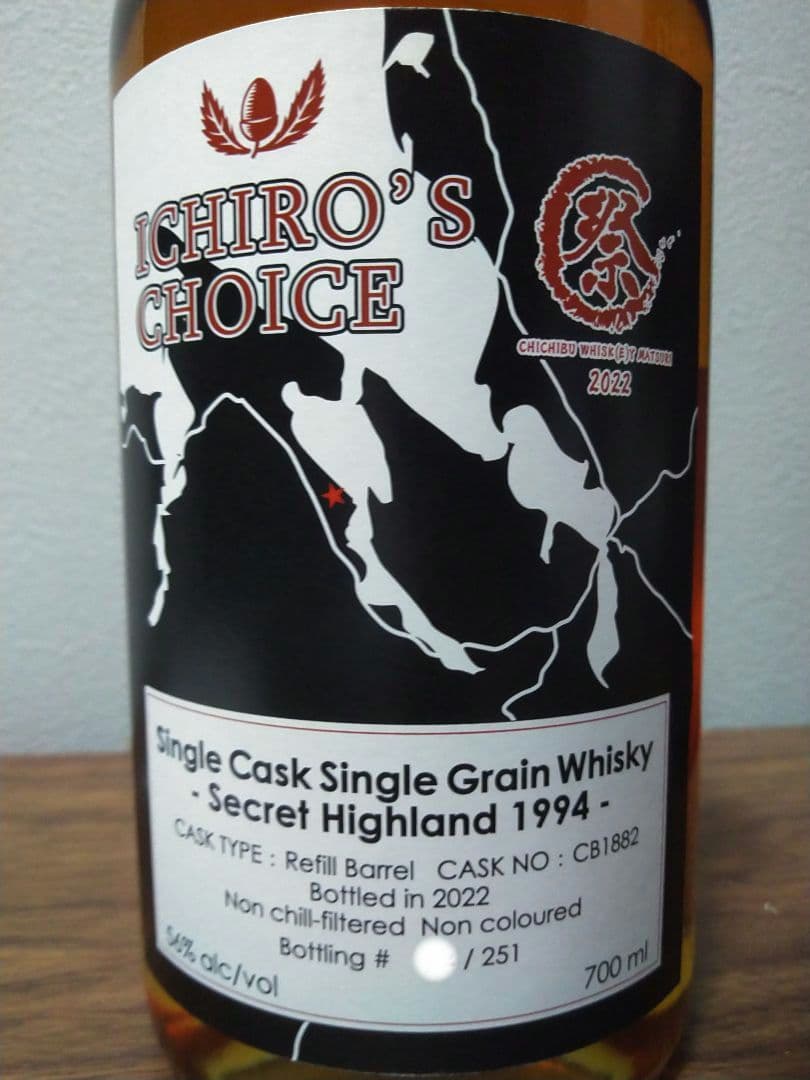 ICHIRO'S
CHOICE
祭
CHICHIBU WHISK(E)Y MATSURI
2022
Single Cask Single Grain Whisky
- Secret Highland 1994 -
CASK TYPE : Refill Barrel CASK NO : CB1882
Bottled in 2022
Non chill-filtered Non coloured
Bottling # / 251
56% alc/vol
700 ml